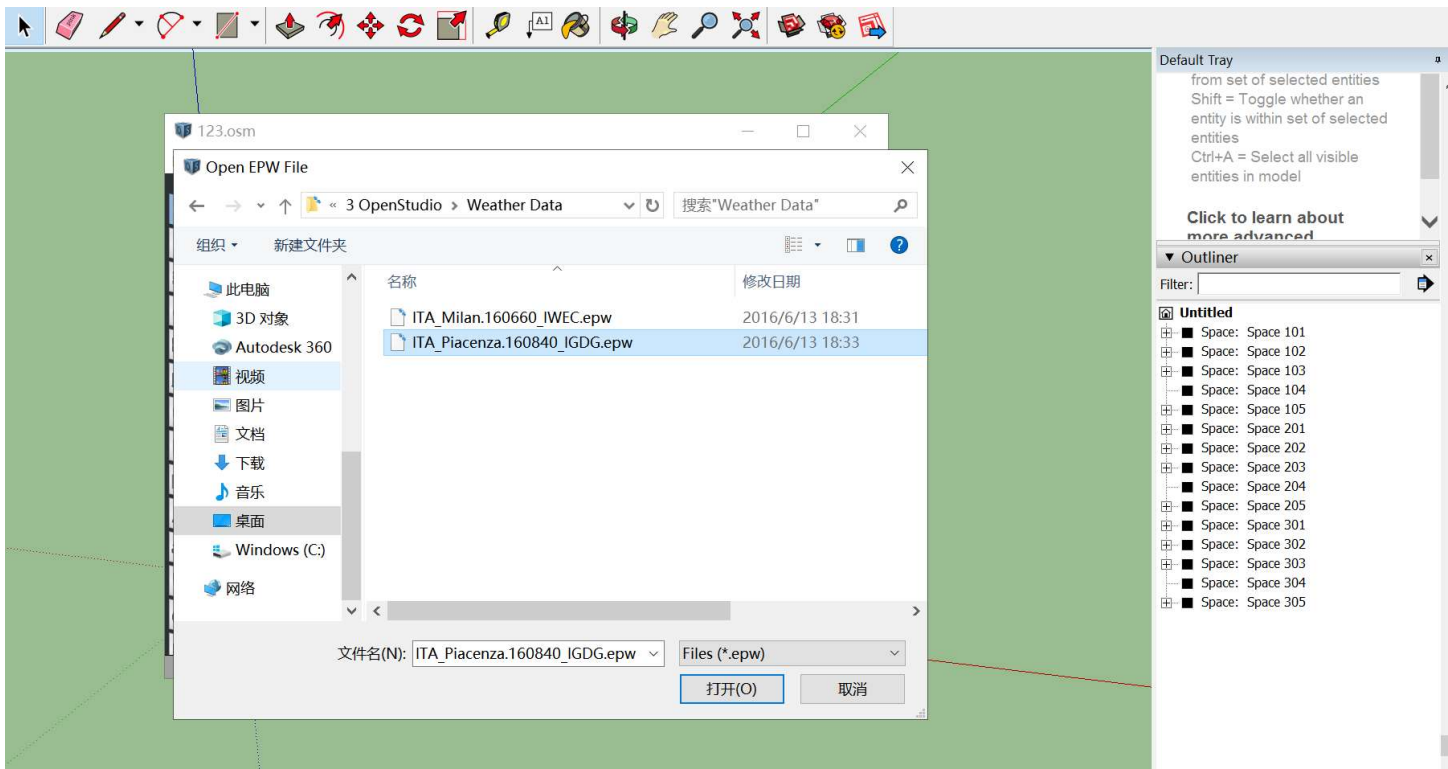 A1
Default Tray
from set of selected entities
Shift = Toggle whether an
entity is within set of selected
entities
Ctrl+A = Select all visible
entities in model
Click to learn about
more advanced
123.osm
Open EPW File
« 3 OpenStudio › Weather Data
搜索"Weather Data"
组织
新建文件夹
此电脑
3D 对象
Autodesk 360
视频
图片
文档
下载
音乐
桌面
Windows (C:)
网络
名称 修改日期
ITA_Milan.160660_IWEC.epw 2016/6/13 18:31
ITA_Piacenza.160840_IGDG.epw 2016/6/13 18:33
文件名(N): ITA_Piacenza.160840_IGDG.epw Files (*.epw)
打开(O) 取消
Outliner
Filter:
Untitled
Space: Space 101
Space: Space 102
Space: Space 103
Space: Space 104
Space: Space 105
Space: Space 201
Space: Space 202
Space: Space 203
Space: Space 204
Space: Space 205
Space: Space 301
Space: Space 302
Space: Space 303
Space: Space 304
Space: Space 305